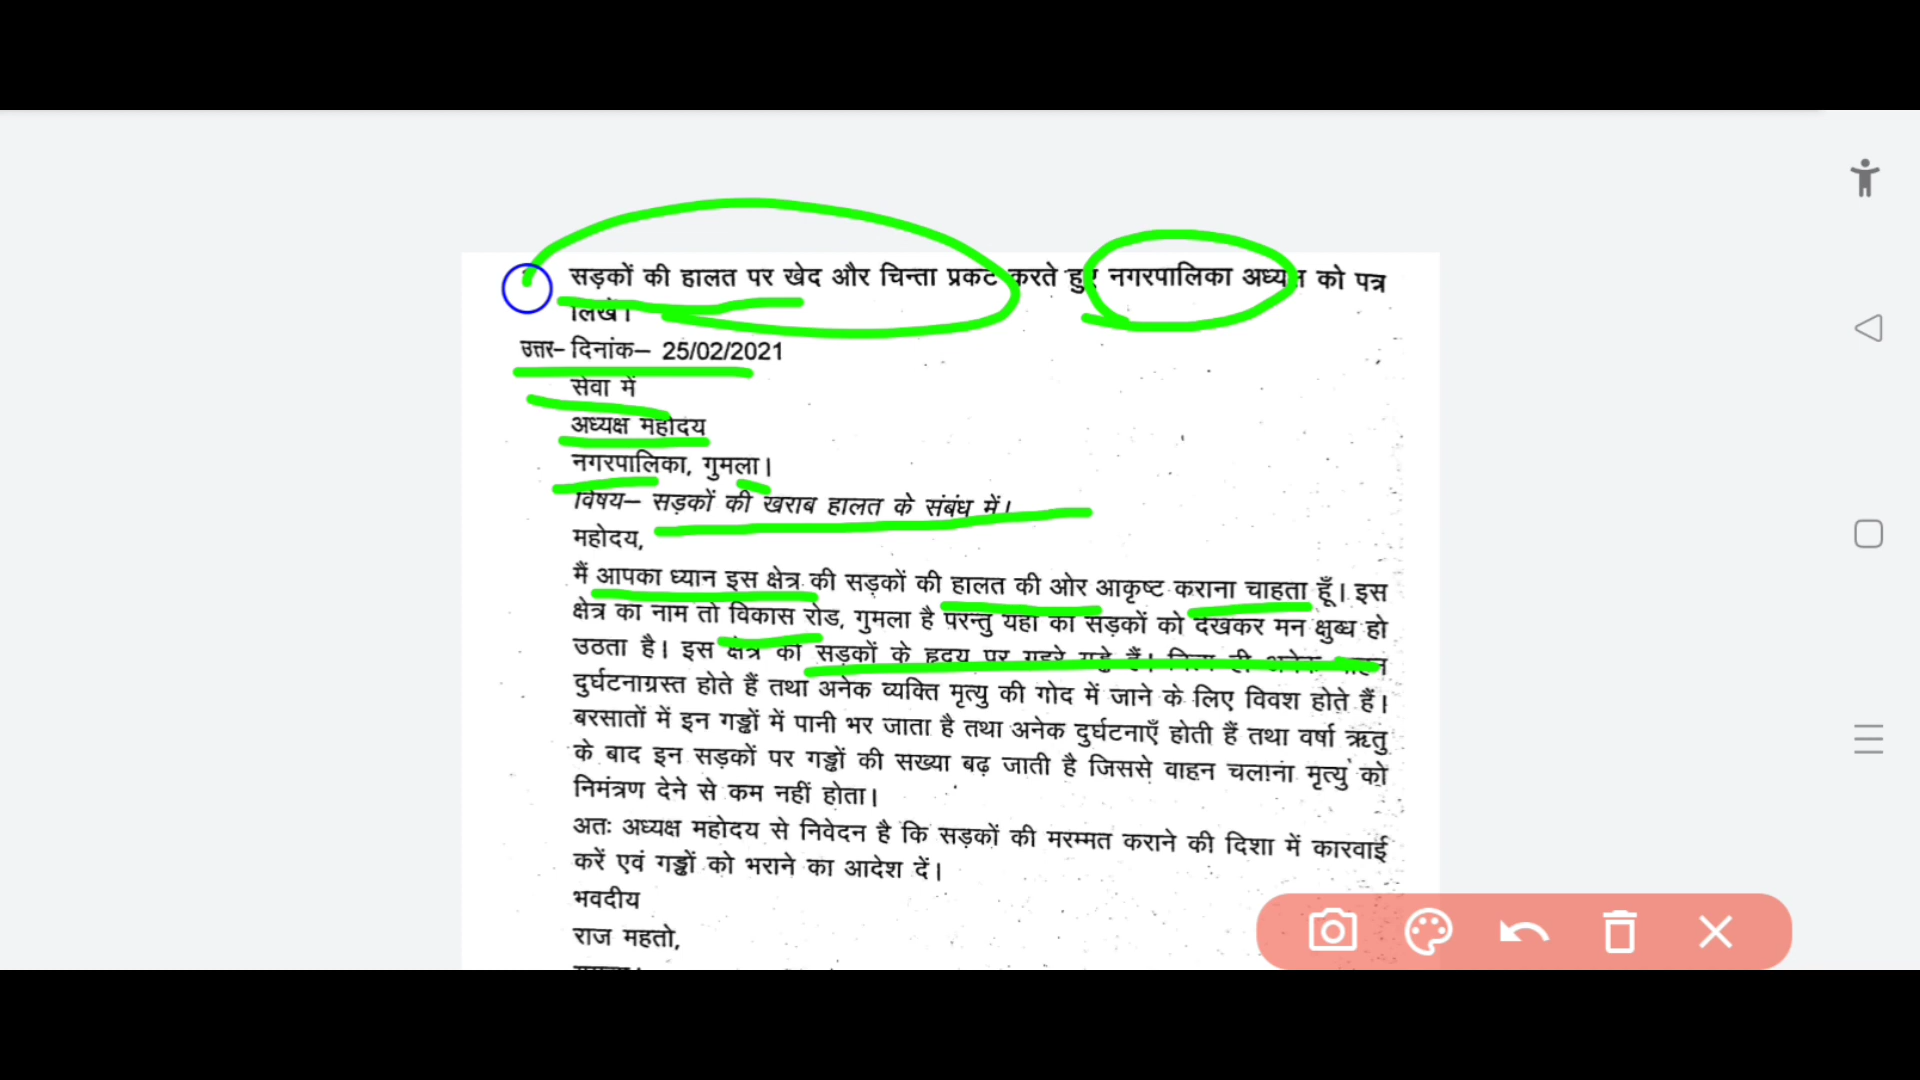 सड़कों की हालत पर खेद और चिन्ता प्रकट करते हुए नगरपालिका अध्यक्ष को पत्र
लिखें।
उत्तर– दिनांक– 25/02/2021
सेवा में
अध्यक्ष महोदय
नगरपालिका, गुमला।
विषय– सड़कों की खराब हालत के संबंध में।
महोदय,
मैं आपका ध्यान इस क्षेत्र की सड़कों की हालत की ओर आकृष्ट कराना चाहता हूँ। इस
क्षेत्र का नाम तो विकास रोड, गुमला है परन्तु यहाँ की सड़कों को देखकर मन क्षुब्ध हो
उठता है। इस क्षेत्र की सड़कों के हृदय पर गहरे गड्ढे हैं। नित्य ही अनेक वाहन
दुर्घटनाग्रस्त होते हैं तथा अनेक व्यक्ति मृत्यु की गोद में जाने के लिए विवश होते हैं।
बरसातों में इन गड्ढों में पानी भर जाता है तथा अनेक दुर्घटनाएँ होती हैं तथा वर्षा ऋतु
के बाद इन सड़कों पर गड्ढों की सख्या बढ़ जाती है जिससे वाहन चलाना मृत्यु को
निमंत्रण देने से कम नहीं होता।
अतः अध्यक्ष महोदय से निवेदन है कि सड़कों की मरम्मत कराने की दिशा में कारवाई
करें एवं गड्ढों को भराने का आदेश दें।
भवदीय
राज महतो,